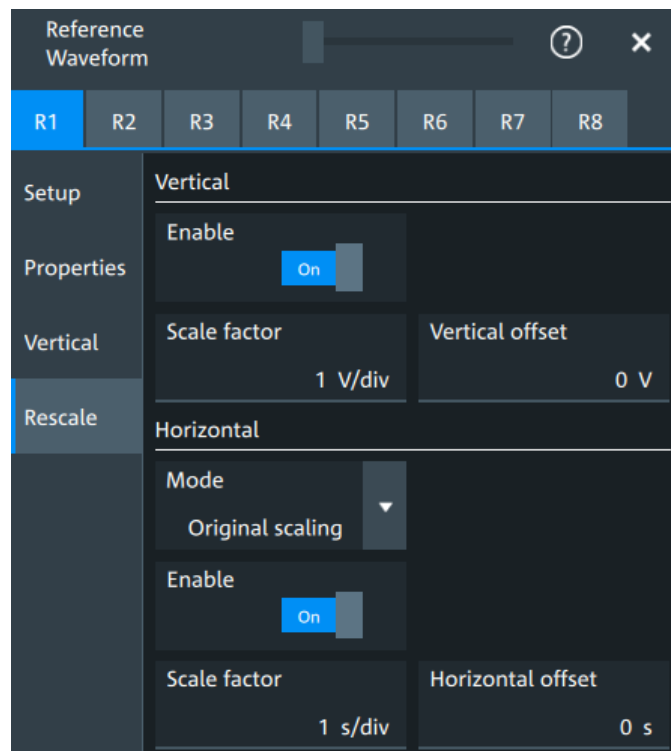 Reference
Waveform
?
R1 R2 R3 R4 R5 R6 R7 R8
Setup
Properties
Vertical
Rescale
Vertical
Enable
On
Scale factor
1 V/div
Vertical offset
0 V
Horizontal
Mode
Original scaling
Enable
On
Scale factor
1 s/div
Horizontal offset
0 s